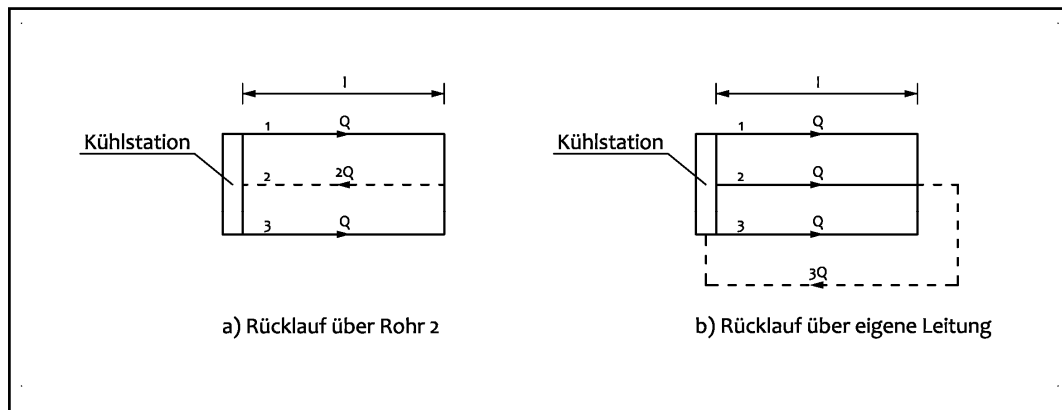 l
1 Q
Kühlstation
2 2Q
3 Q
a) Rücklauf über Rohr 2
l
1 Q
Kühlstation
2 Q
3 Q
3Q
b) Rücklauf über eigene Leitung